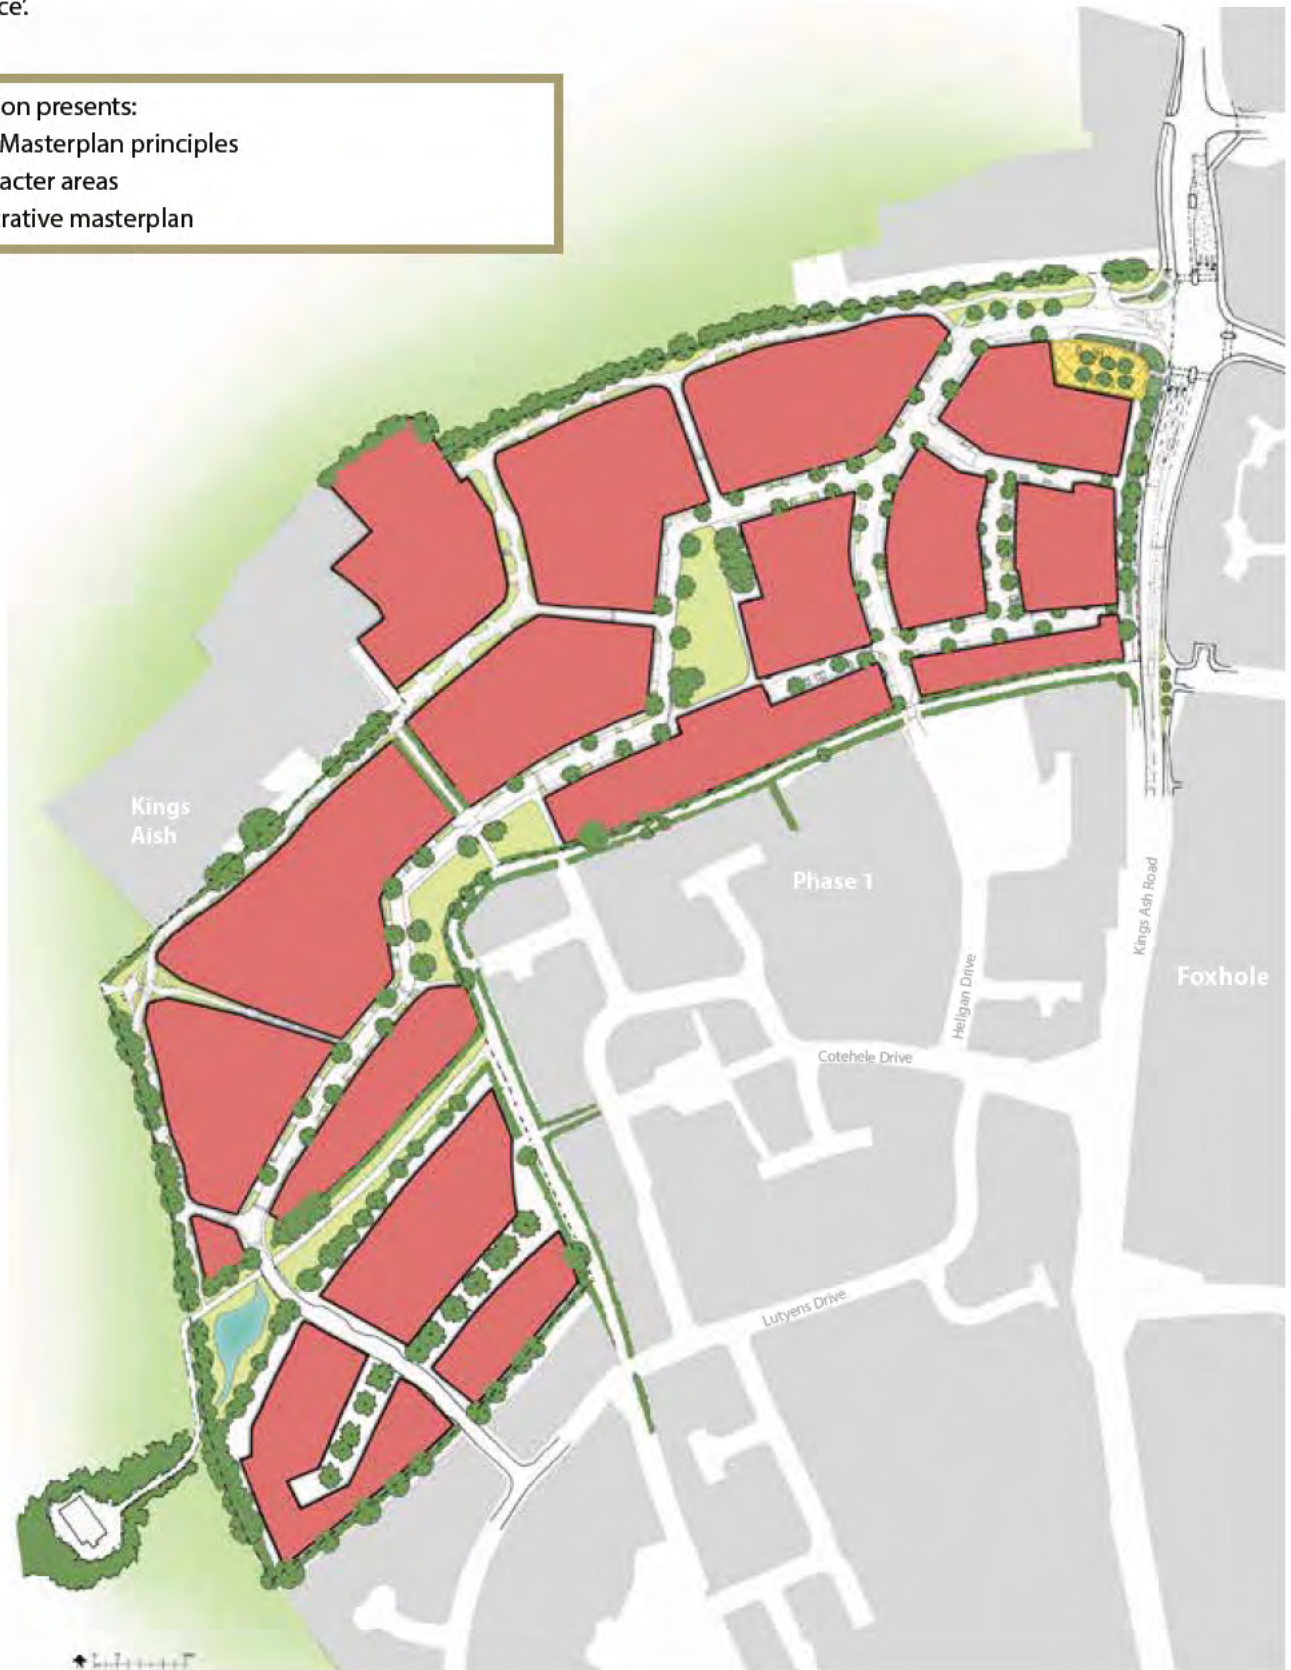 ce'.
on presents:
Masterplan principles
acter areas
trative masterplan
Kings
Aish
Phase 1
Kings Ash Road
Foxhole
Heligan Drive
Cotehele Drive
Lutyens Drive